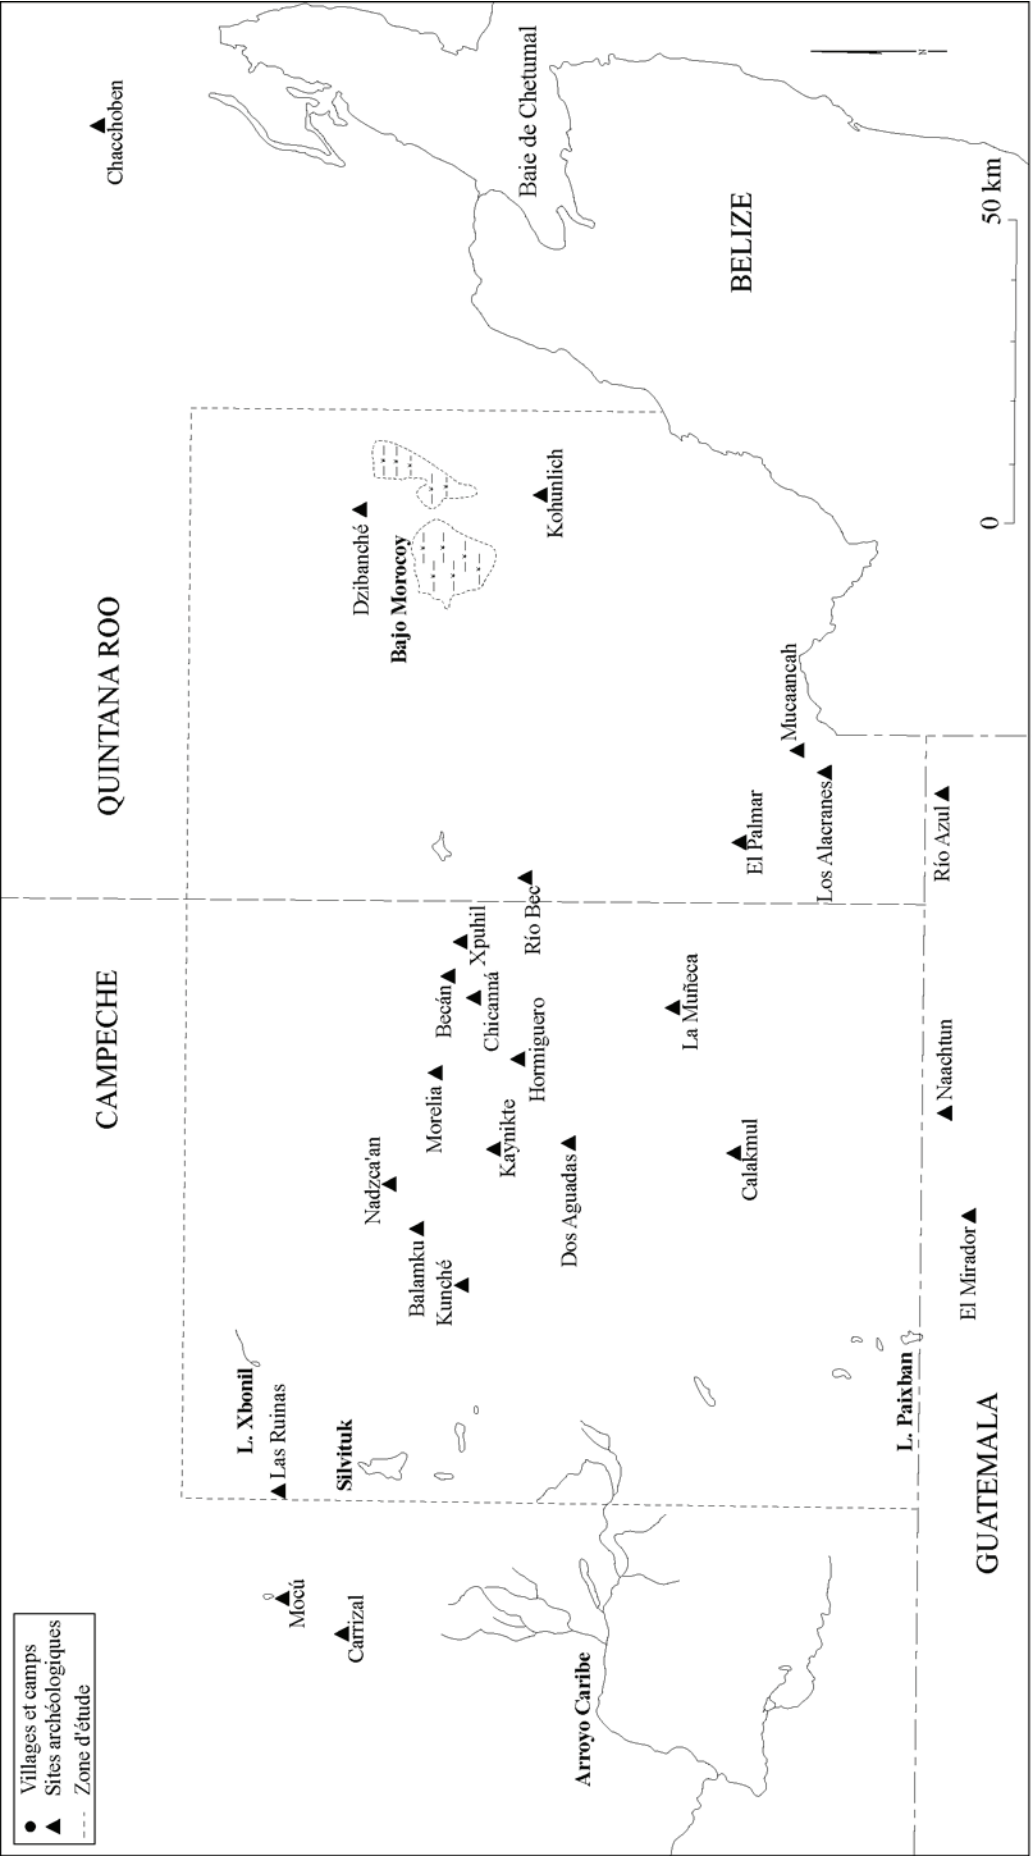 Villages et camps
Sites archéologiques
Zone d'étude
CAMPECHE
QUINTANA ROO
Chacchoben
L. Xbonil
Las Ruinas
Mocú
Silvituk
Carrizal
Dzibanché
Nadzca'an
Bajo Morocoy
Balamku
Morelia
Becán
Kunché
Xpuhil
Chicanná
Kaynikte
Río Bec
Baie de Chetumal
Hormiguero
Kohunlich
Dos Aguadas
Arroyo Caribe
La Muñeca
BELIZE
Calakmul
El Palmar
Mucaancah
Los Alacranes
L. Paixban
Naachtun
Río Azul
El Mirador
GUATEMALA
0
50 km
N